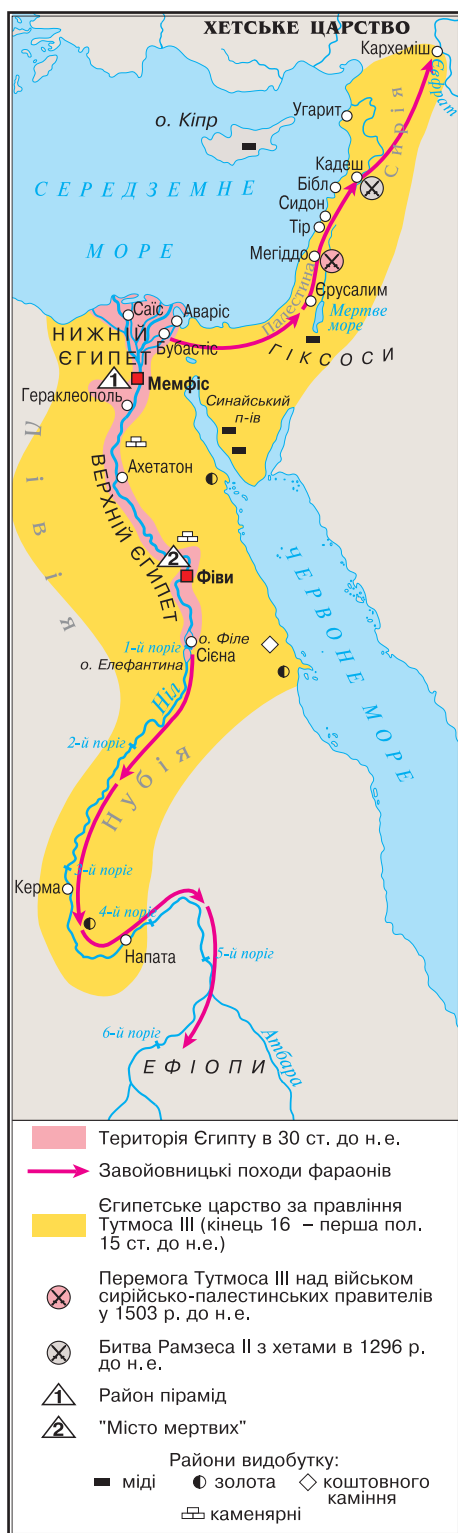 ХЕТСЬКЕ ЦАРСТВО
Кархеміш
Євфрат
Сирія
Угарит
о. Кіпр
Кадеш
Бібл
Сидон
Тір
СЕРЕДЗЕМНЕ
МОРЕ
Мегіддо
Палестина
Єрусалим
Мертве
море
ГІКСОСИ
Саїс
Аваріс
НИЖНІЙ
ЄГИПЕТ
Бубастіс
1
Мемфіс
Гераклеополь
Синайський
п-ів
Лівія
Ахетатон
ВЕРХНІЙ ЄГИПЕТ
2
Фіви
ЧЕРВОНЕ МОРЕ
1-й поріг
о. Філе
о. Елефантина
Сієна
Ніл
2-й поріг
Нубія
3-й поріг
Керма
4-й поріг
Напата
5-й поріг
6-й поріг
Атбара
ЕФІОПИ
Територія Єгипту в 30 ст. до н.е.
Завойовницькі походи фараонів
Єгипетське царство за правління
Тутмоса III (кінець 16 – перша пол.
15 ст. до н.е.)
Перемога Тутмоса III над військом
сирійсько-палестинських правителів
у 1503 р. до н.е.
Битва Рамзеса II з хетами в 1296 р.
до н.е.
1 Район пірамід
2 "Місто мертвих"
Райони видобутку:
міді
золота
коштовного
каміння
каменярні